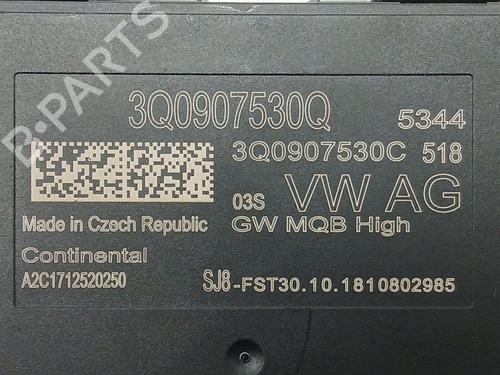 B-PARTS
3Q0907530Q 5344
3Q0907530C 518
03S VW AG
Made in Czech Republic GW MQB High
Continental
A2C1712520250 SJ8-FST30.10.1810802985